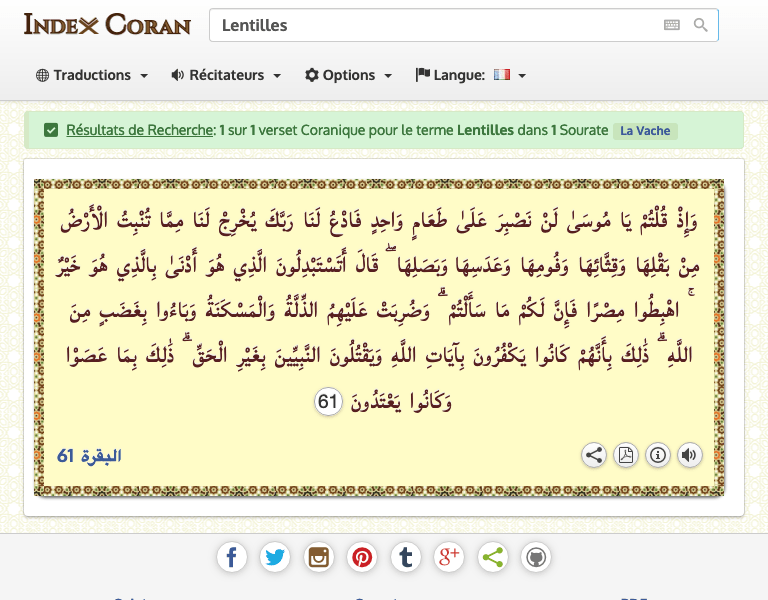 Index Coran
Lentilles
Traductions
Récitateurs
Options
Langue:
Résultats de Recherche: 1 sur 1 verset Coranique pour le terme Lentilles dans 1 Sourate La Vache
وَإِذْ قُلْتُمْ يَا مُوسَىٰ لَنْ نَصْبِرَ عَلَىٰ طَعَامٍ وَاحِدٍ فَادْعُ لَنَا رَبَّكَ يُخْرِجْ لَنَا مِمَّا تُنْبِتُ الْأَرْضُ
مِنْ بَقْلِهَا وَقِثَّائِهَا وَفُومِهَا وَعَدَسِهَا وَبَصَلِهَا ۖ قَالَ أَتَسْتَبْدِلُونَ الَّذِي هُوَ أَدْنَىٰ بِالَّذِي هُوَ خَيْرٌ
ۚ اهْبِطُوا مِصْرًا فَإِنَّ لَكُمْ مَا سَأَلْتُمْ ۗ وَضُرِبَتْ عَلَيْهِمُ الذِّلَّةُ وَالْمَسْكَنَةُ وَبَاءُوا بِغَضَبٍ مِنَ
اللَّهِ ۗ ذَٰلِكَ بِأَنَّهُمْ كَانُوا يَكْفُرُونَ بِآيَاتِ اللَّهِ وَيَقْتُلُونَ النَّبِيِّينَ بِغَيْرِ الْحَقِّ ۗ ذَٰلِكَ بِمَا عَصَوْا
وَكَانُوا يَعْتَدُونَ 61
البقرة 61